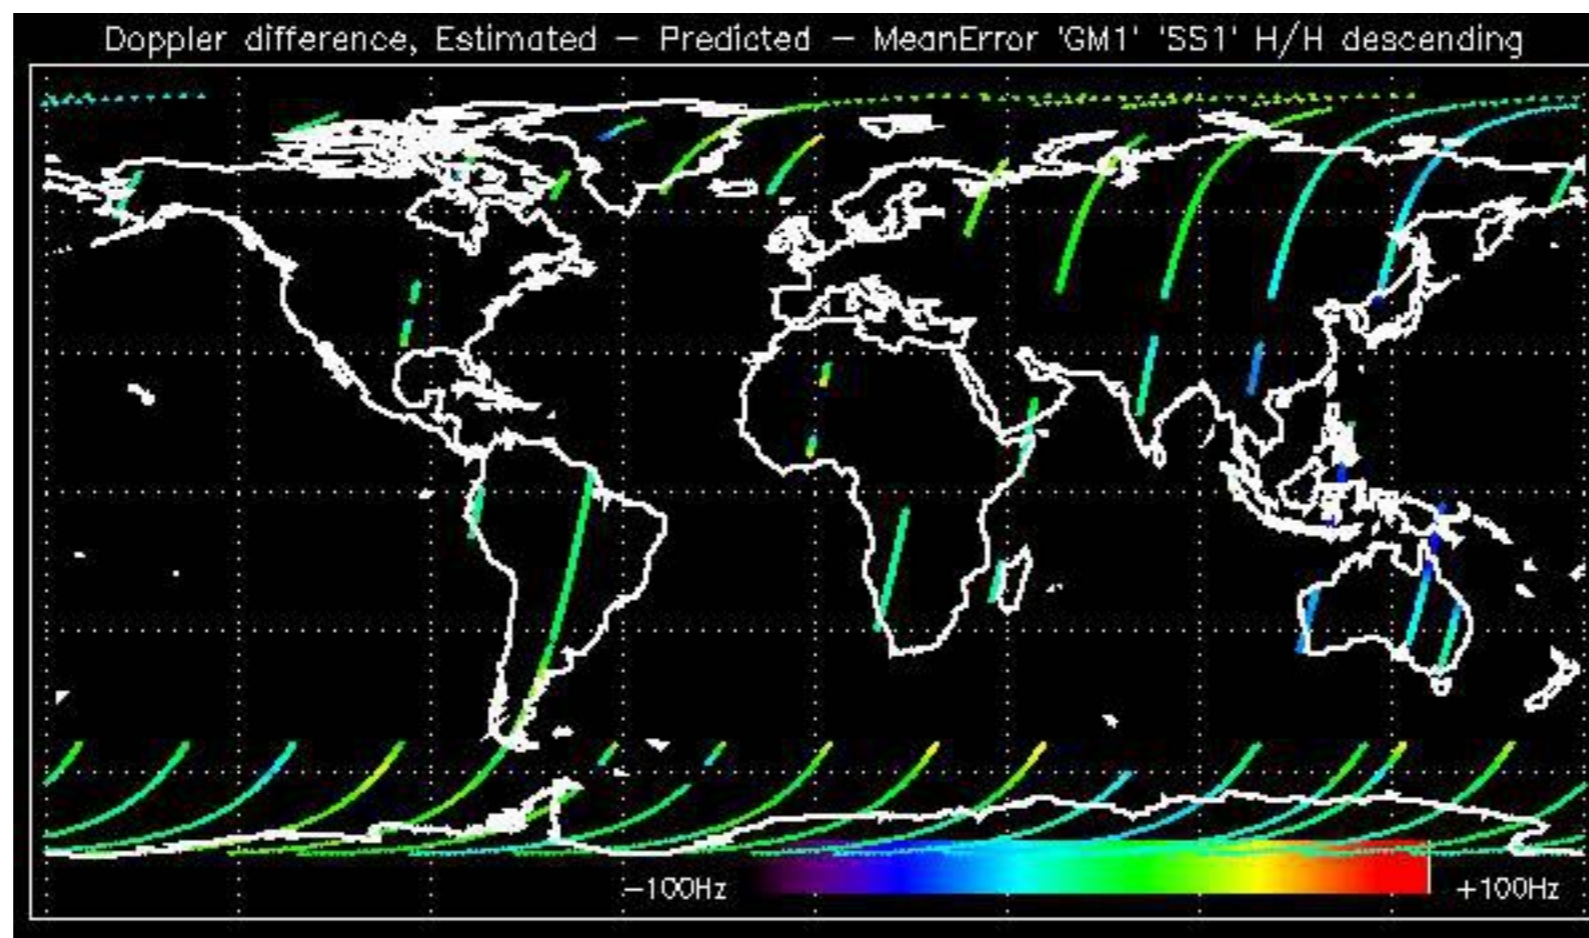 Doppler difference, Estimated – Predicted – MeanError 'GM1' 'SS1' H/H descending
–100Hz +100Hz